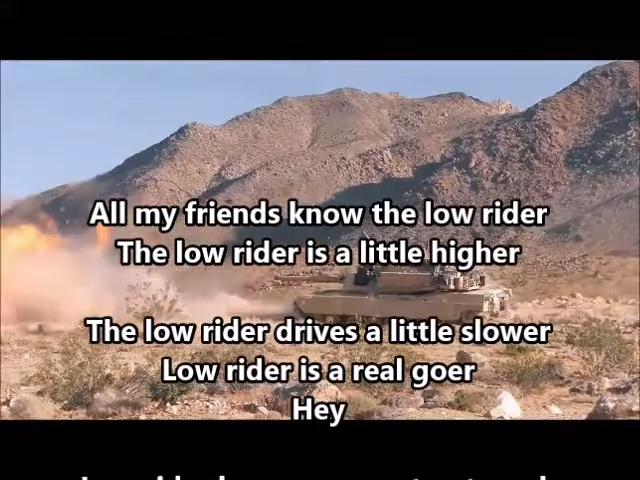 All my friends know the low rider
The low rider is a little higher
The low rider drives a little slower
Low rider is a real goer
Hey